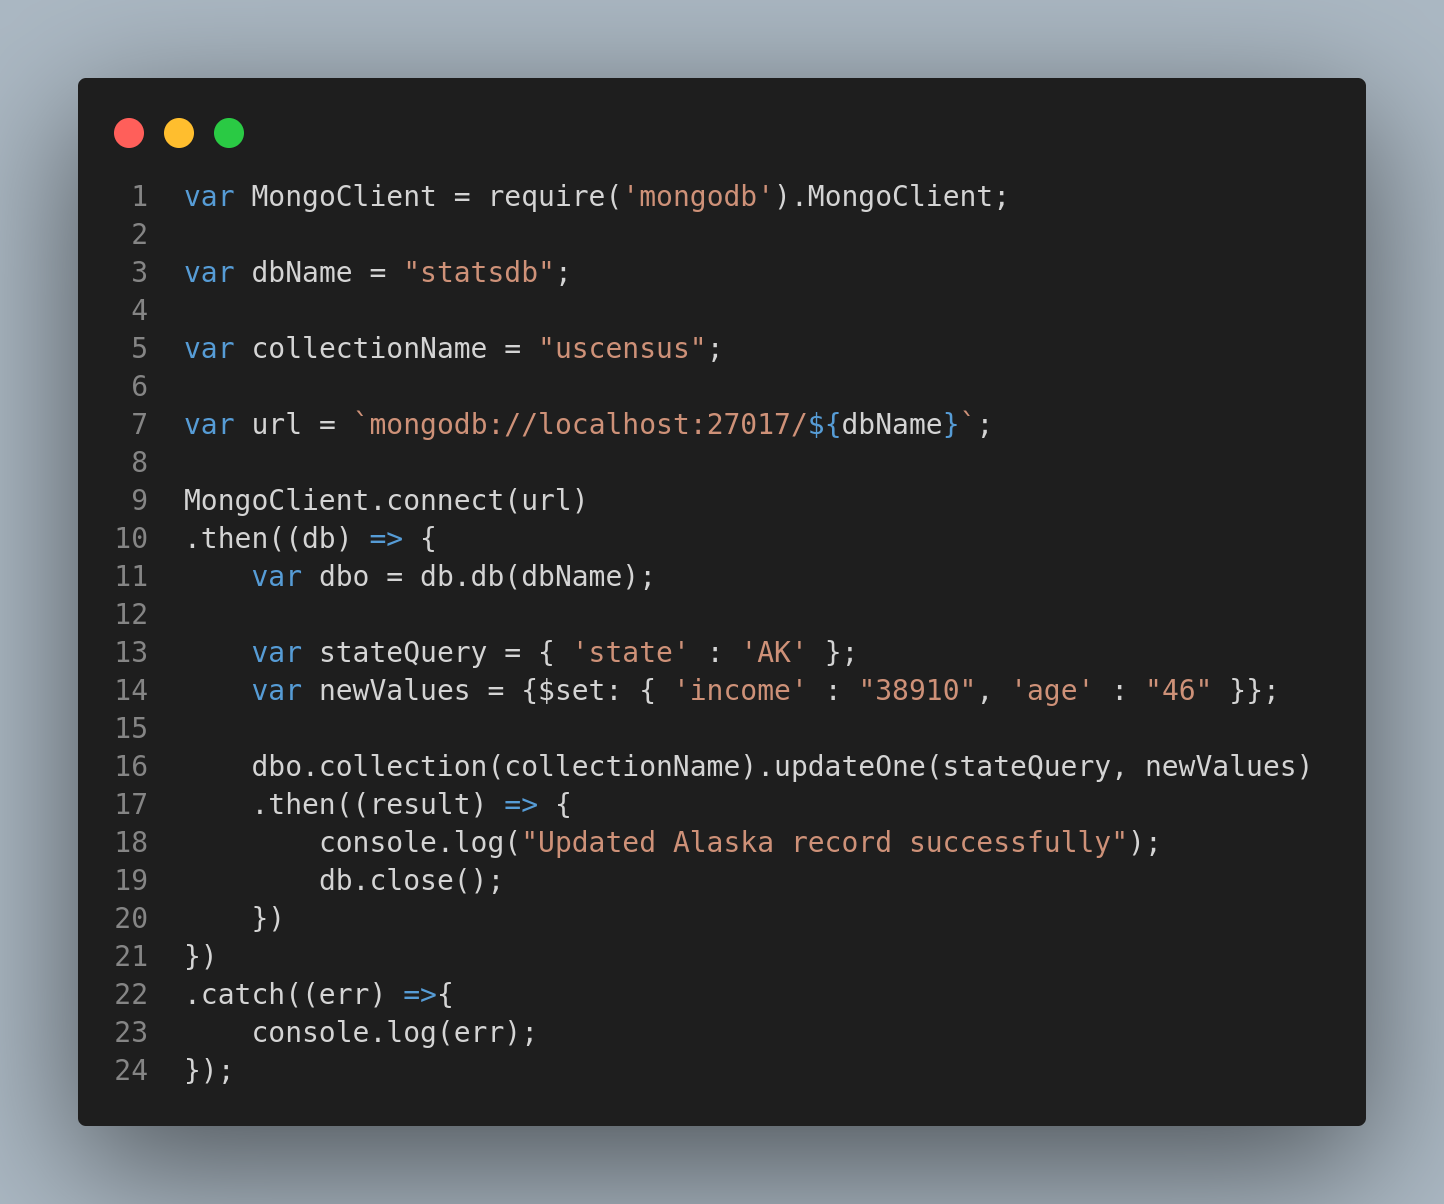 1 var MongoClient = require('mongodb').MongoClient;
2
3 var dbName = "statsdb";
4
5 var collectionName = "uscensus";
6
7 var url = `mongodb://localhost:27017/${dbName}`;
8
9 MongoClient.connect(url)
10 .then((db) => {
11     var dbo = db.db(dbName);
12
13     var stateQuery = { 'state' : 'AK' };
14     var newValues = {$set: { 'income' : "38910", 'age' : "46" }};
15
16     dbo.collection(collectionName).updateOne(stateQuery, newValues)
17     .then((result) => {
18         console.log("Updated Alaska record successfully");
19         db.close();
20     })
21 })
22 .catch((err) =>{
23     console.log(err);
24 });